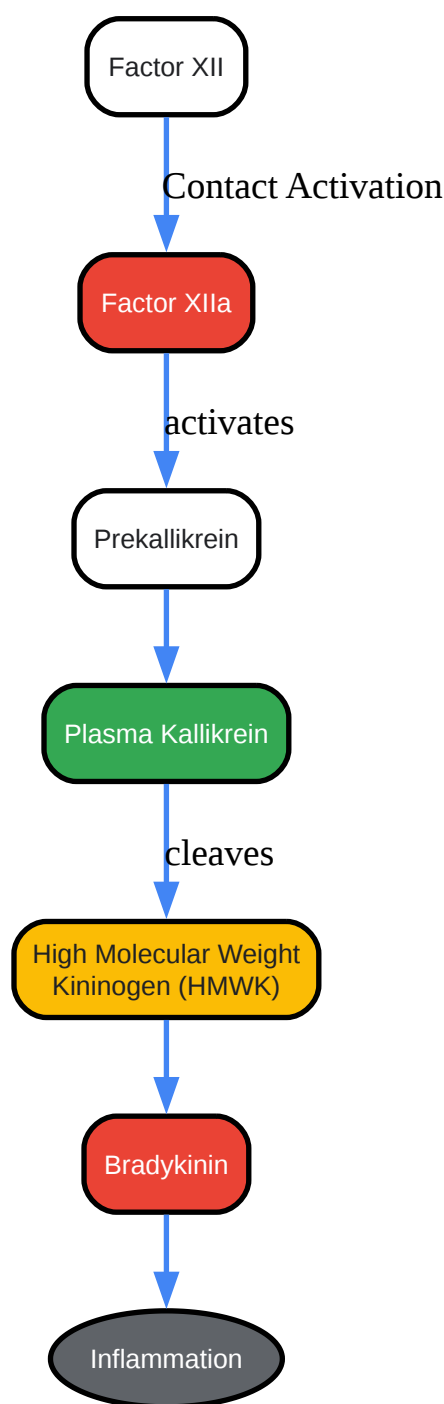 Factor XII
Contact Activation
Factor XIIa
activates
Prekallikrein
Plasma Kallikrein
cleaves
High Molecular Weight
Kininogen (HMWK)
Bradykinin
Inflammation